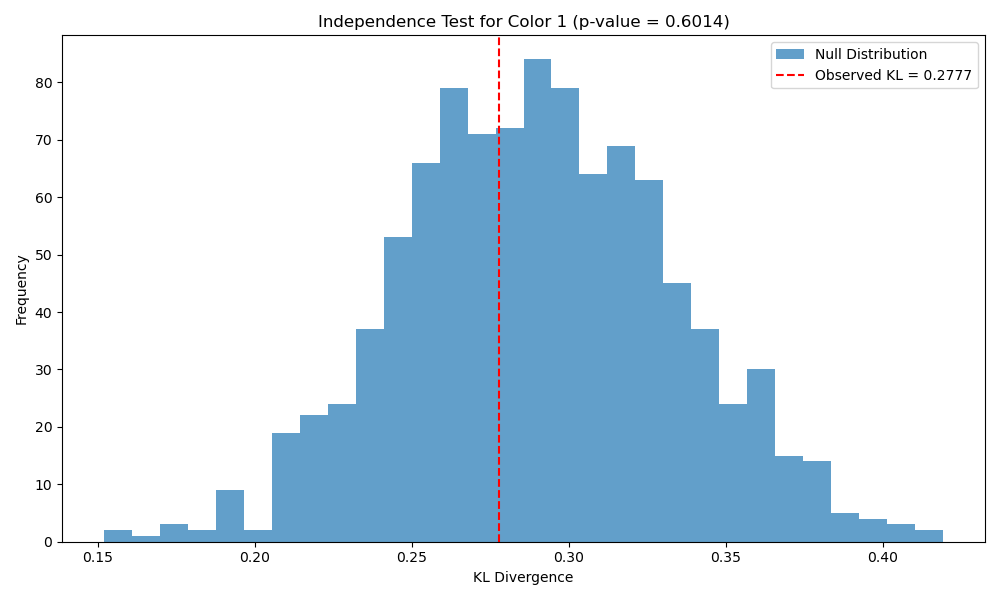 Independence Test for Color 1 (p-value = 0.6014)
Null Distribution
Observed KL = 0.2777
Frequency
80
70
60
50
40
30
20
10
0
0.15 0.20 0.25 0.30 0.35 0.40
KL Divergence